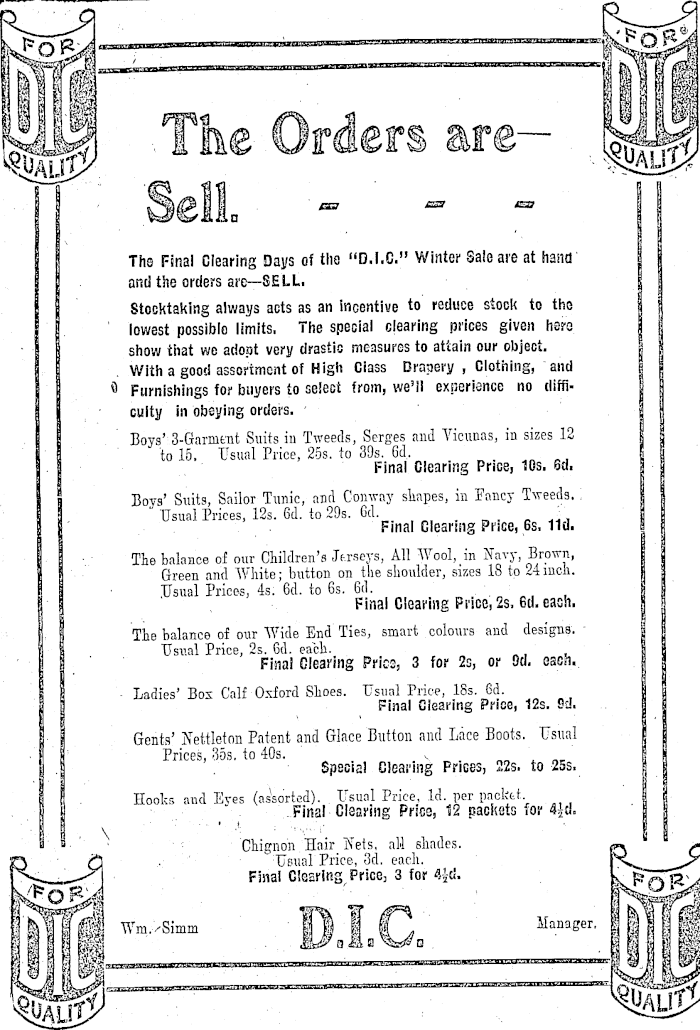 FOR FOR
DIC DIC
QUALITY QUALITY
The Orders are—
Sell. - - -
The Final Clearing Days of the "D.I.C." Winter Sale are at hand
and the orders are—SELL.
Stocktaking always acts as an incentive to reduce stock to the
lowest possible limits. The special clearing prices given here
show that we adopt very drastic measures to attain our object.
With a good assortment of High Class Drapery , Clothing, and
Furnishings for buyers to select from, we'll experience no diffi-
culty in obeying orders.
Boys' 3-Garment Suits in Tweeds, Serges and Vicunas, in sizes 12
to 15. Usual Price, 25s. to 39s. 6d.
Final Clearing Price, 10s. 6d.
Boys' Suits, Sailor Tunic, and Conway shapes, in Fancy Tweeds.
Usual Prices, 12s. 6d. to 29s. 6d.
Final Clearing Price, 6s. 11d.
The balance of our Children's Jerseys, All Wool, in Navy, Brown,
Green and White; button on the shoulder, sizes 18 to 24 inch.
Usual Prices, 4s. 6d. to 6s. 6d.
Final Clearing Price, 2s. 6d. each.
The balance of our Wide End Ties, smart colours and designs.
Usual Price, 2s. 6d. each.
Final Clearing Price, 3 for 2s, or 9d. each.
Ladies' Box Calf Oxford Shoes. Usual Price, 18s. 6d.
Final Clearing Price, 12s. 9d.
Gents' Nettleton Patent and Glace Button and Lace Boots. Usual
Prices, 35s. to 40s.
Special Clearing Prices, 22s. to 25s.
Hooks and Eyes (assorted). Usual Price, 1d. per packet.
Final Clearing Price, 12 packets for 4½d.
Chignon Hair Nets, all shades.
Usual Price, 3d. each.
Final Clearing Price, 3 for 4½d.
Wm. Simm D.I.C. Manager.
FOR FOR
DIC DIC
QUALITY QUALITY